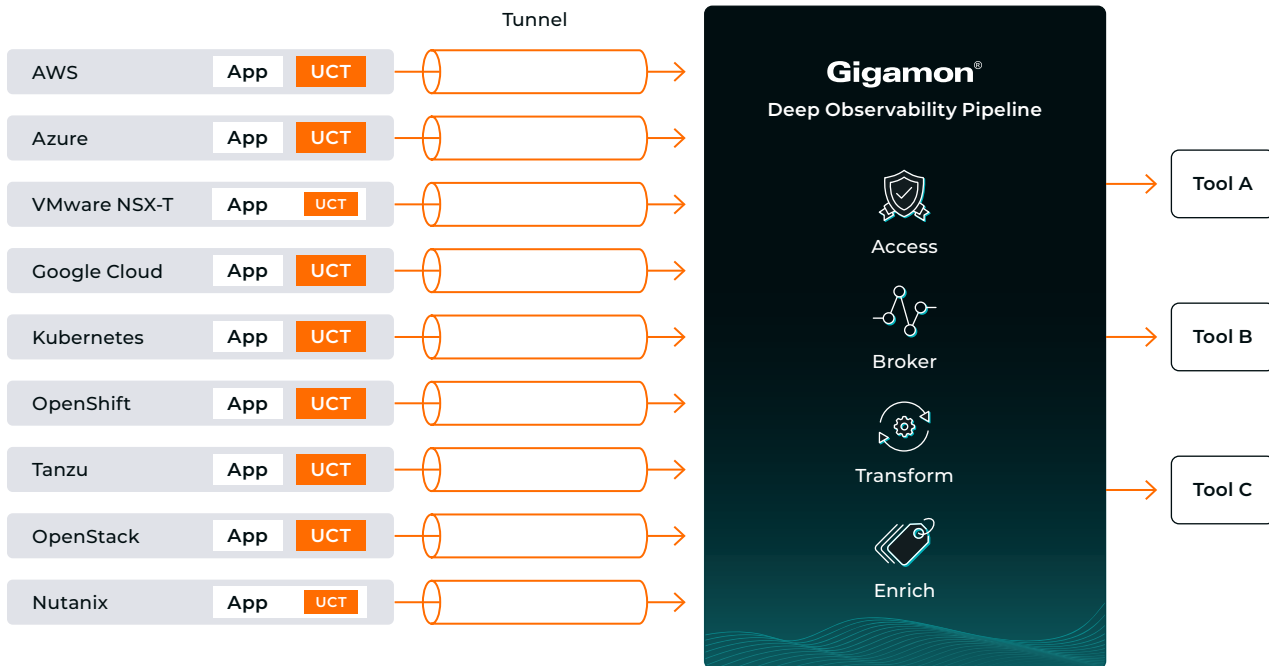 Tunnel
AWS App UCT
Azure App UCT
VMware NSX-T App UCT
Google Cloud App UCT
Kubernetes App UCT
OpenShift App UCT
Tanzu App UCT
OpenStack App UCT
Nutanix App UCT
Gigamon®
Deep Observability Pipeline
Access
Broker
Transform
Enrich
Tool A
Tool B
Tool C